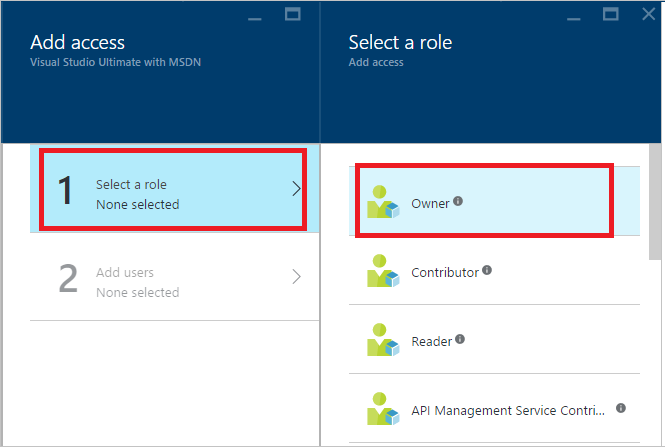 Add access
Visual Studio Ultimate with MSDN
1
Select a role
None selected
2
Add users
None selected
Select a role
Add access
Owner
Contributor
Reader
API Management Service Contri...